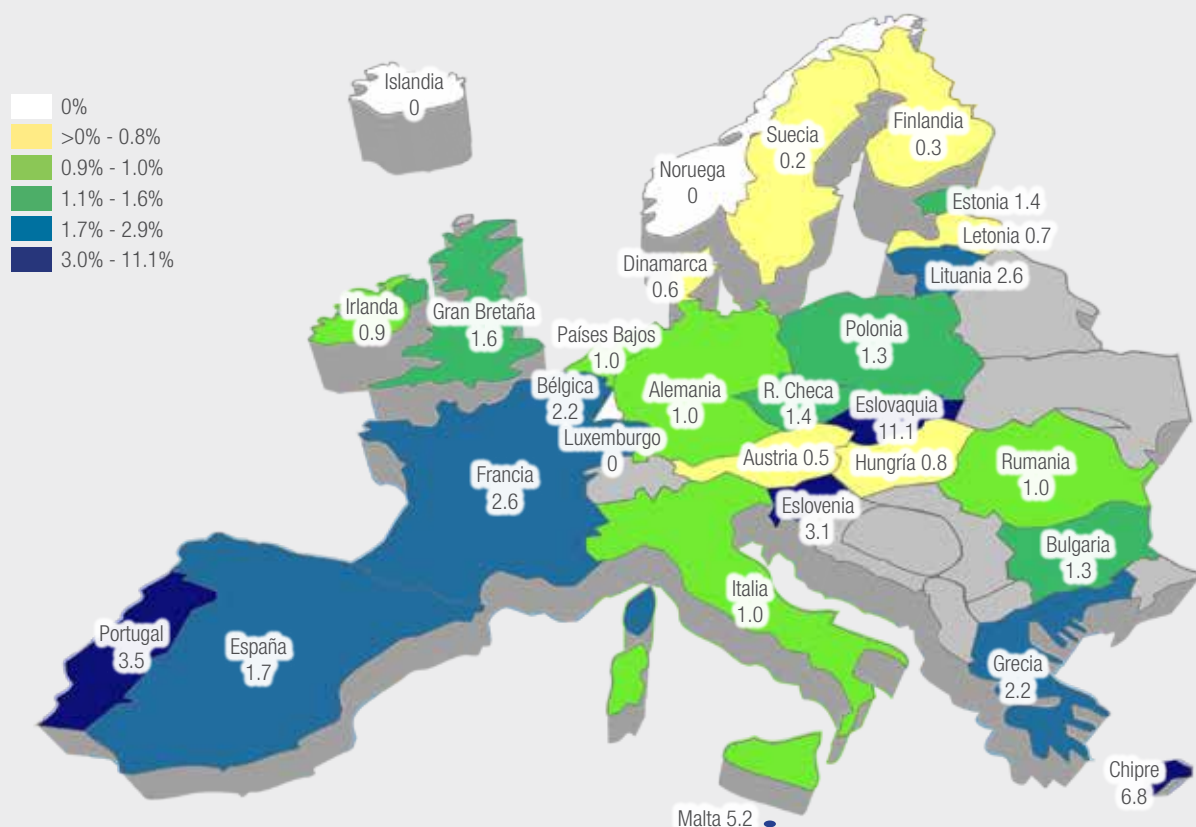 0%
>0% - 0.8%
0.9% - 1.0%
1.1% - 1.6%
1.7% - 2.9%
3.0% - 11.1%
Islandia
0
Noruega
0
Suecia
0.2
Finlandia
0.3
Estonia 1.4
Letonia 0.7
Lituania 2.6
Dinamarca
0.6
Irlanda
0.9
Gran Bretaña
1.6
Países Bajos
1.0
Bélgica
2.2
Luxemburgo
0
Alemania
1.0
Polonia
1.3
R. Checa
1.4
Eslovaquia
11.1
Austria 0.5
Hungría 0.8
Rumania
1.0
Francia
2.6
Eslovenia
3.1
Bulgaria
1.3
Italia
1.0
Portugal
3.5
España
1.7
Grecia
2.2
Chipre
6.8
Malta 5.2